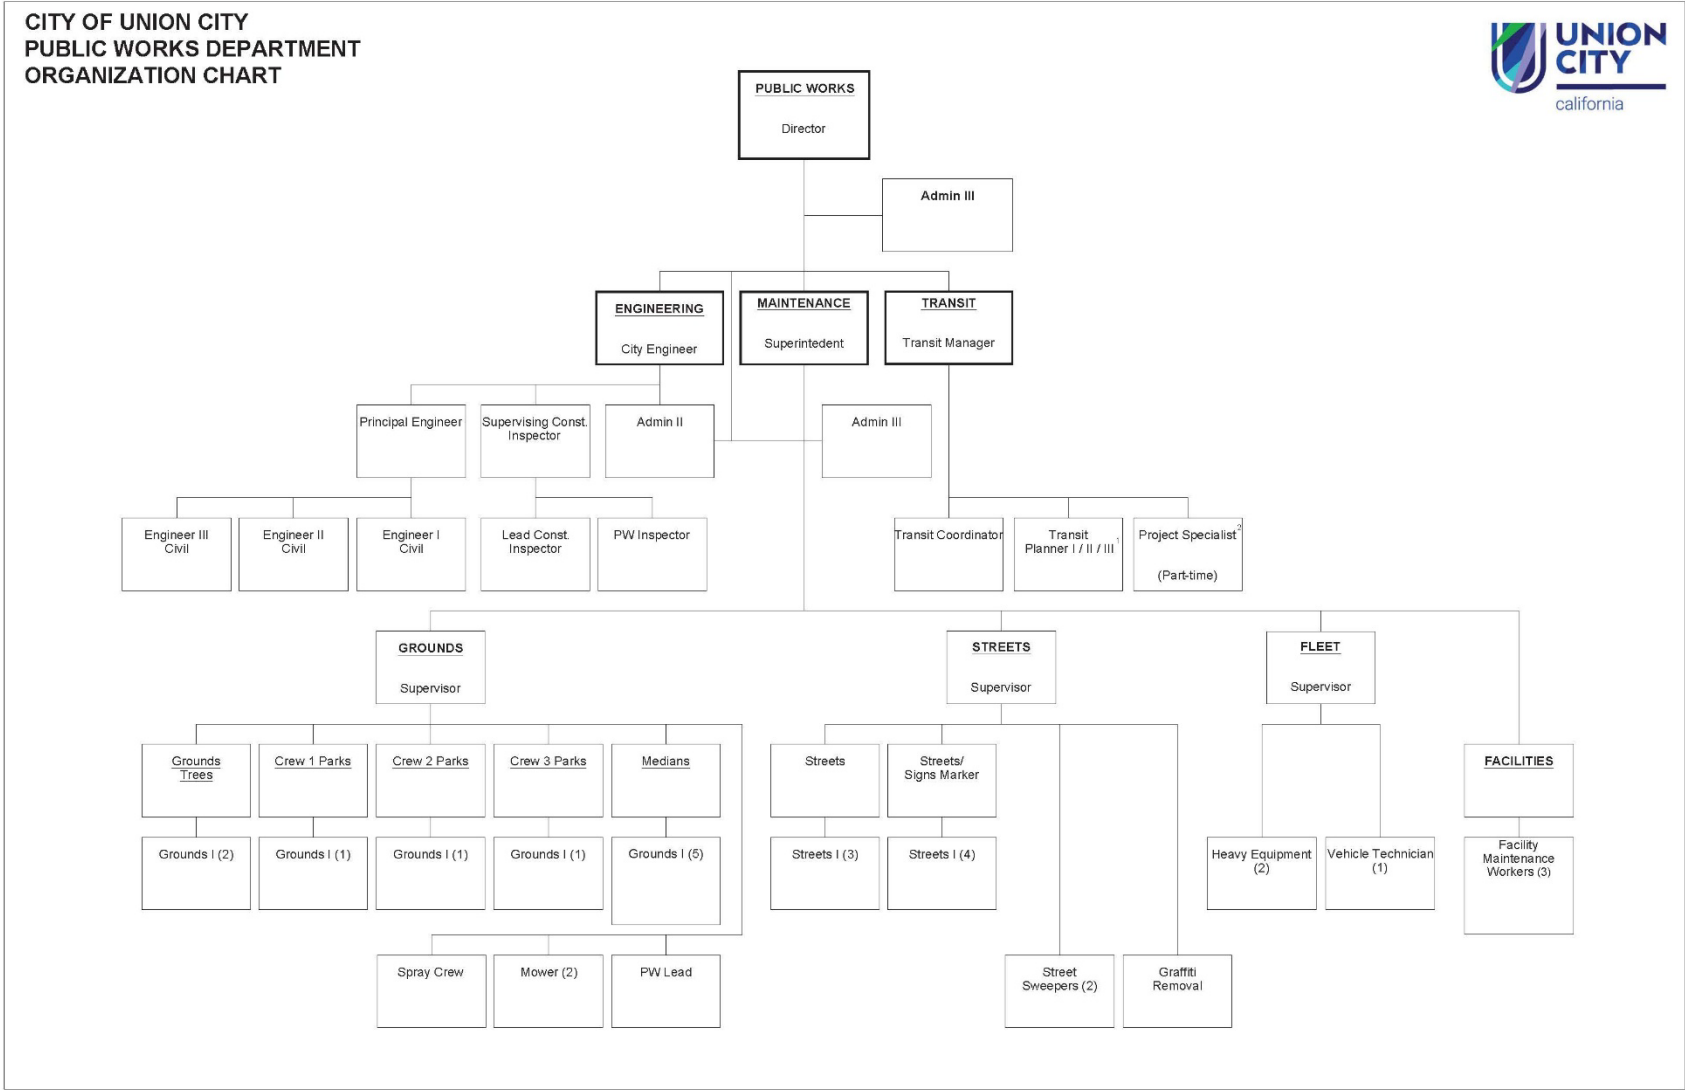 CITY OF UNION CITY
PUBLIC WORKS DEPARTMENT
ORGANIZATION CHART
UNION
CITY
california
PUBLIC WORKS
Director
Admin III
ENGINEERING
City Engineer
MAINTENANCE
Superintedent
TRANSIT
Transit Manager
Principal Engineer
Supervising Const.
Inspector
Admin II
Admin III
Engineer III
Civil
Engineer II
Civil
Engineer I
Civil
Lead Const.
Inspector
PW Inspector
Transit Coordinator
Transit
Planner I / II / III 1
Project Specialist 2
(Part-time)
GROUNDS
Supervisor
STREETS
Supervisor
FLEET
Supervisor
Grounds
Trees
Crew 1 Parks
Crew 2 Parks
Crew 3 Parks
Medians
Streets
Streets/
Signs Marker
FACILITIES
Grounds I (2)
Grounds I (1)
Grounds I (1)
Grounds I (1)
Grounds I (5)
Streets I (3)
Streets I (4)
Heavy Equipment
(2)
Vehicle Technician
(1)
Facility
Maintenance
Workers (3)
Spray Crew
Mower (2)
PW Lead
Street
Sweepers (2)
Graffiti
Removal